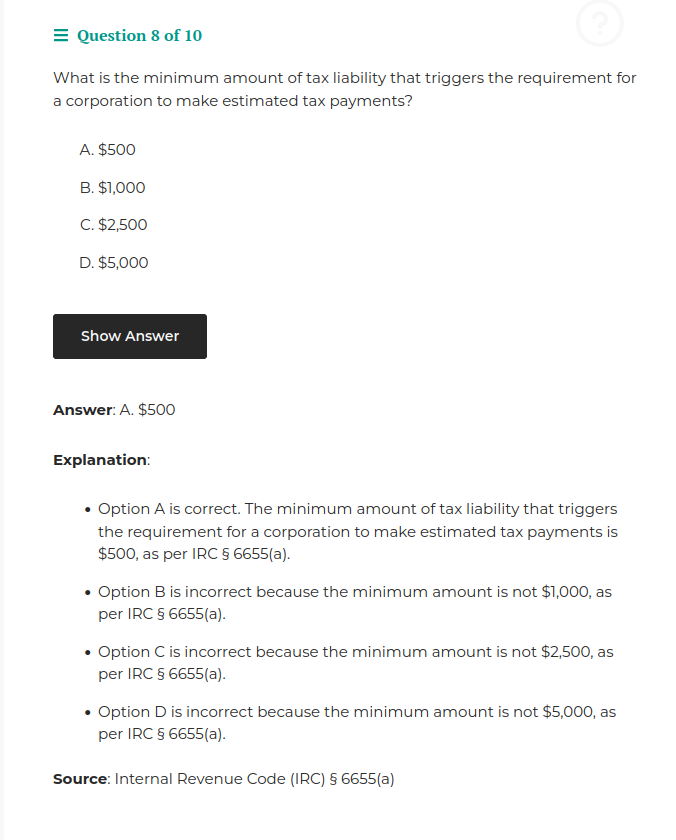 Question 8 of 10
?
What is the minimum amount of tax liability that triggers the requirement for
a corporation to make estimated tax payments?
A. $500
B. $1,000
C. $2,500
D. $5,000
Show Answer
Answer: A. $500
Explanation:
• Option A is correct. The minimum amount of tax liability that triggers
the requirement for a corporation to make estimated tax payments is
$500, as per IRC § 6655(a).
• Option B is incorrect because the minimum amount is not $1,000, as
per IRC § 6655(a).
• Option C is incorrect because the minimum amount is not $2,500, as
per IRC § 6655(a).
• Option D is incorrect because the minimum amount is not $5,000, as
per IRC § 6655(a).
Source: Internal Revenue Code (IRC) § 6655(a)